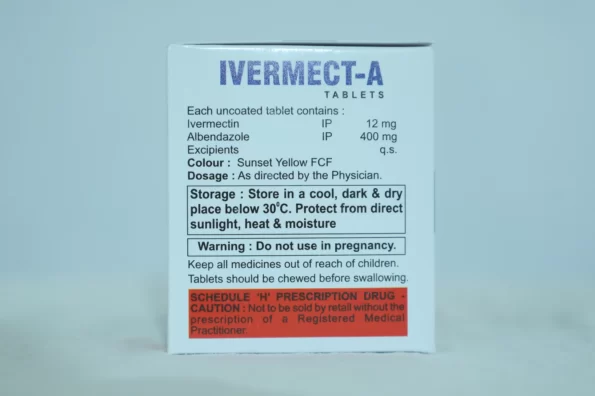 IVERMECT-A
TABLETS
Each uncoated tablet contains :
Ivermectin IP 12 mg
Albendazole IP 400 mg
Excipients q.s.
Colour : Sunset Yellow FCF
Dosage : As directed by the Physician.
Storage : Store in a cool, dark & dry
place below 30⁰C. Protect from direct
sunlight, heat & moisture
Warning : Do not use in pregnancy.
Keep all medicines out of reach of children.
Tablets should be chewed before swallowing.
SCHEDULE 'H' PRESCRIPTION DRUG -
CAUTION : Not to be sold by retail without the
prescription of a Registered Medical
Practitioner.